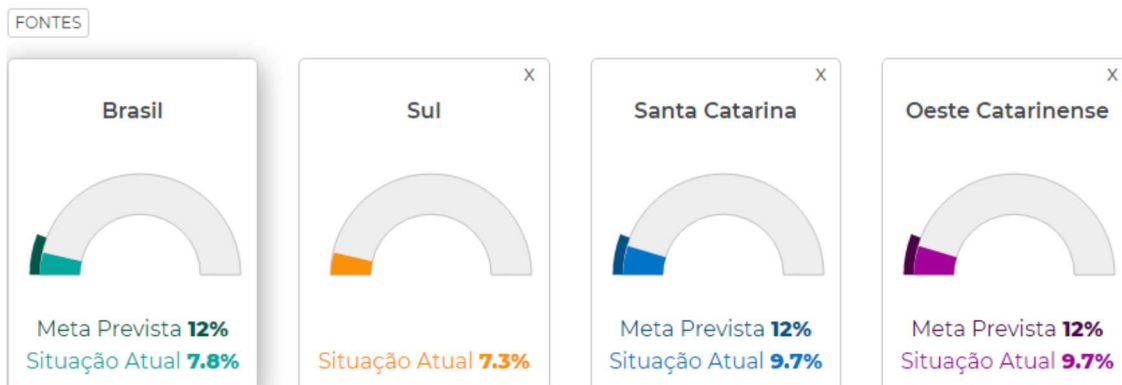 FONTES
X
X
X
Brasil
Sul
Santa Catarina
Oeste Catarinense
Meta Prevista 12%
Situação Atual 7.8%
Situação Atual 7.3%
Meta Prevista 12%
Situação Atual 9.7%
Meta Prevista 12%
Situação Atual 9.7%